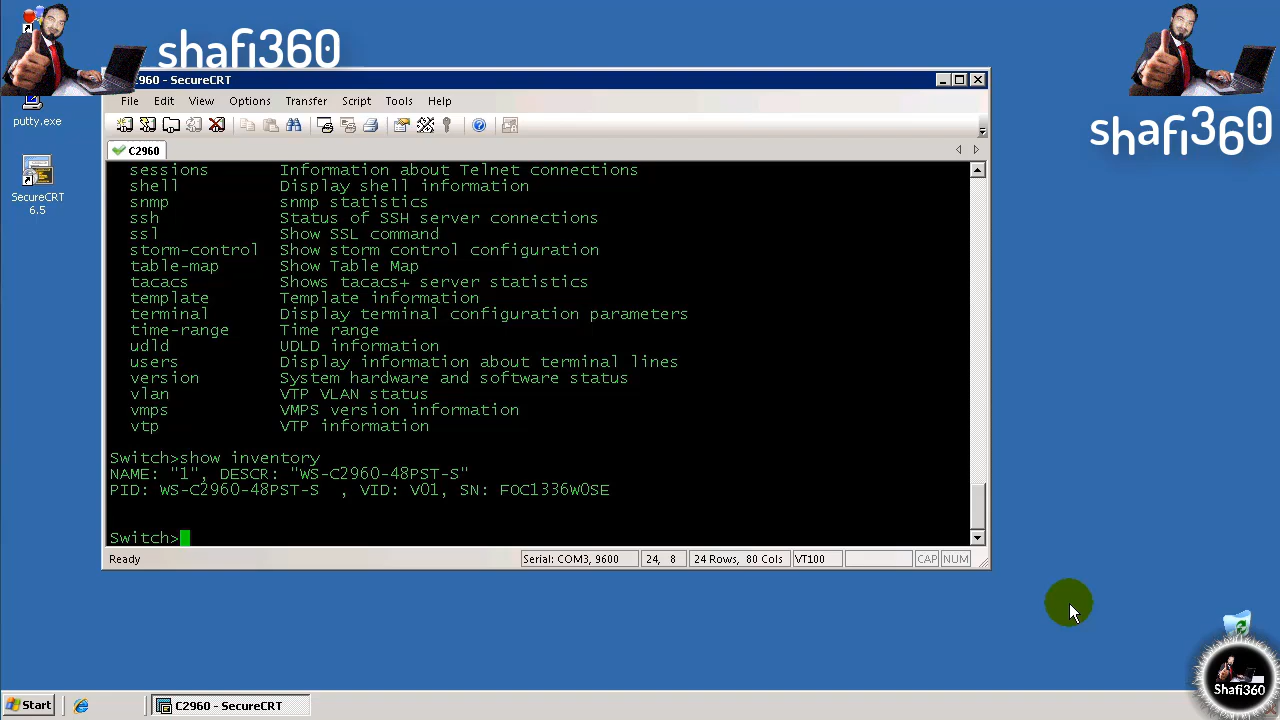 shafi360
shafi360
putty.exe
SecureCRT
6.5
C2960 - SecureCRT
File Edit View Options Transfer Script Tools Help
C2960
sessions Information about Telnet connections
shell Display shell information
snmp snmp statistics
ssh Status of SSH server connections
ssl Show SSL command
storm-control Show storm control configuration
table-map Show Table Map
tacacs Shows tacacs+ server statistics
template Template information
terminal Display terminal configuration parameters
time-range Time range
udld UDLD information
users Display information about terminal lines
version System hardware and software status
vlan VTP VLAN status
vmps VMPS version information
vtp VTP information
Switch>show inventory
NAME: "1", DESCR: "WS-C2960-48PST-S"
PID: WS-C2960-48PST-S , VID: V01, SN: FOC1336W0SE
Switch>
Ready Serial: COM3, 9600 24, 8 24 Rows, 80 Cols VT100 CAP NUM
Shafi360
Start C2960 - SecureCRT